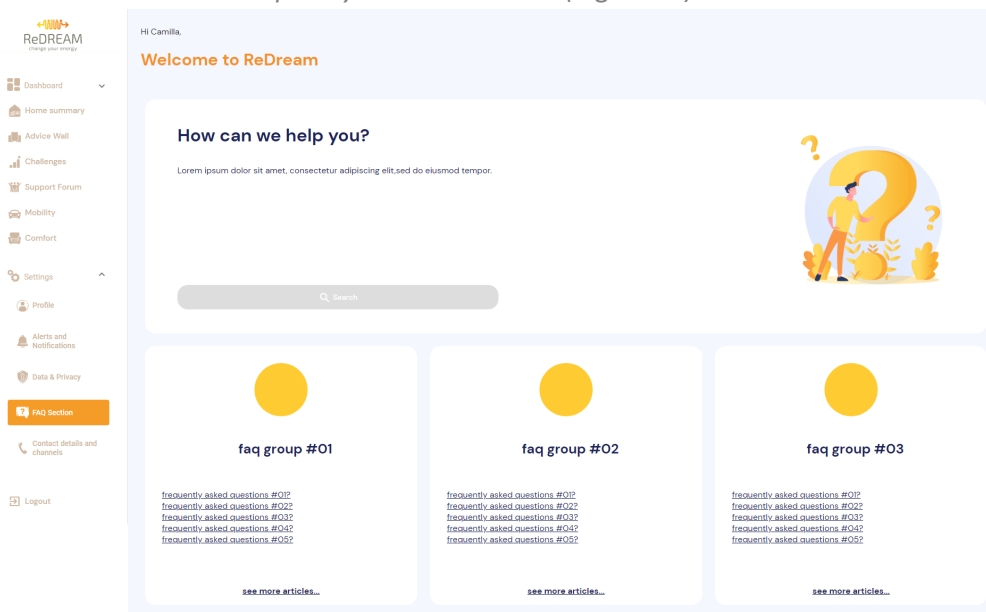 ReDREAM
change your energy
Dashboard
Home summary
Advice Wall
Challenges
Support Forum
Mobility
Comfort
Settings
Profile
Alerts and
Notifications
Data & Privacy
FAQ Section
Contact details and
channels
Logout
Hi Camilla,
Welcome to ReDream
How can we help you?
Lorem ipsum dolor sit amet, consectetur adipiscing elit,sed do eiusmod tempor.
Search
faq group #01
frequently asked questions #01?
frequently asked questions #02?
frequently asked questions #03?
frequently asked questions #04?
frequently asked questions #05?
see more articles...
faq group #02
frequently asked questions #01?
frequently asked questions #02?
frequently asked questions #03?
frequently asked questions #04?
frequently asked questions #05?
see more articles...
faq group #03
frequently asked questions #01?
frequently asked questions #02?
frequently asked questions #03?
frequently asked questions #04?
frequently asked questions #05?
see more articles...